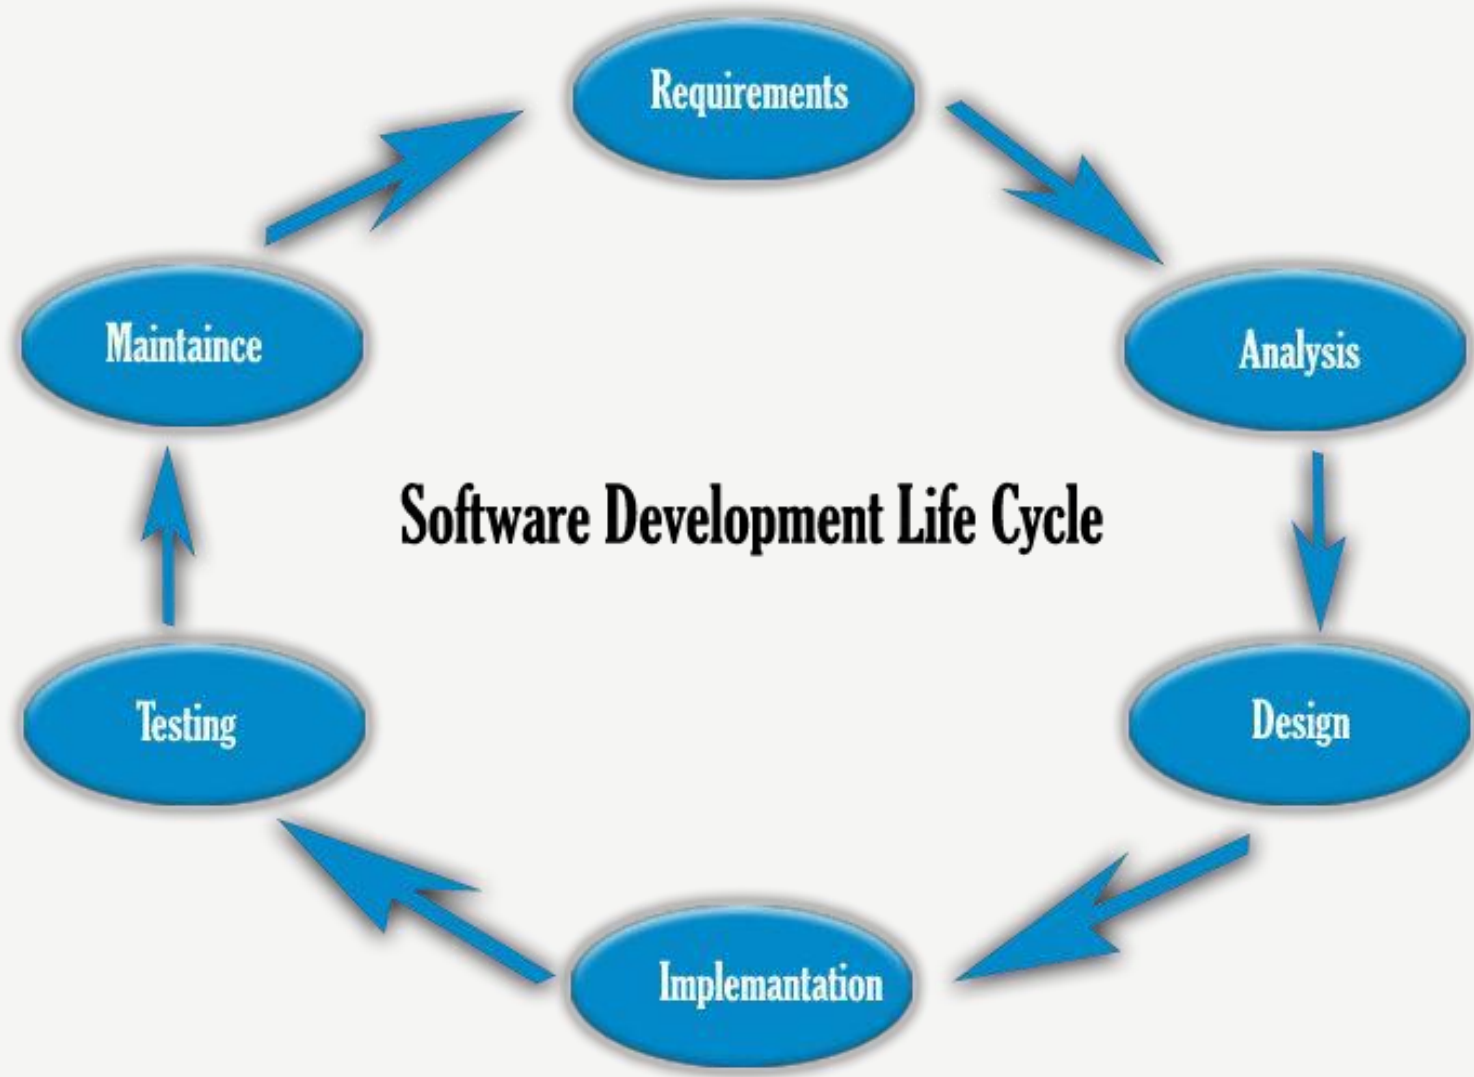 Requirements
Maintaince
Analysis
Software Development Life Cycle
Testing
Design
Implemantation